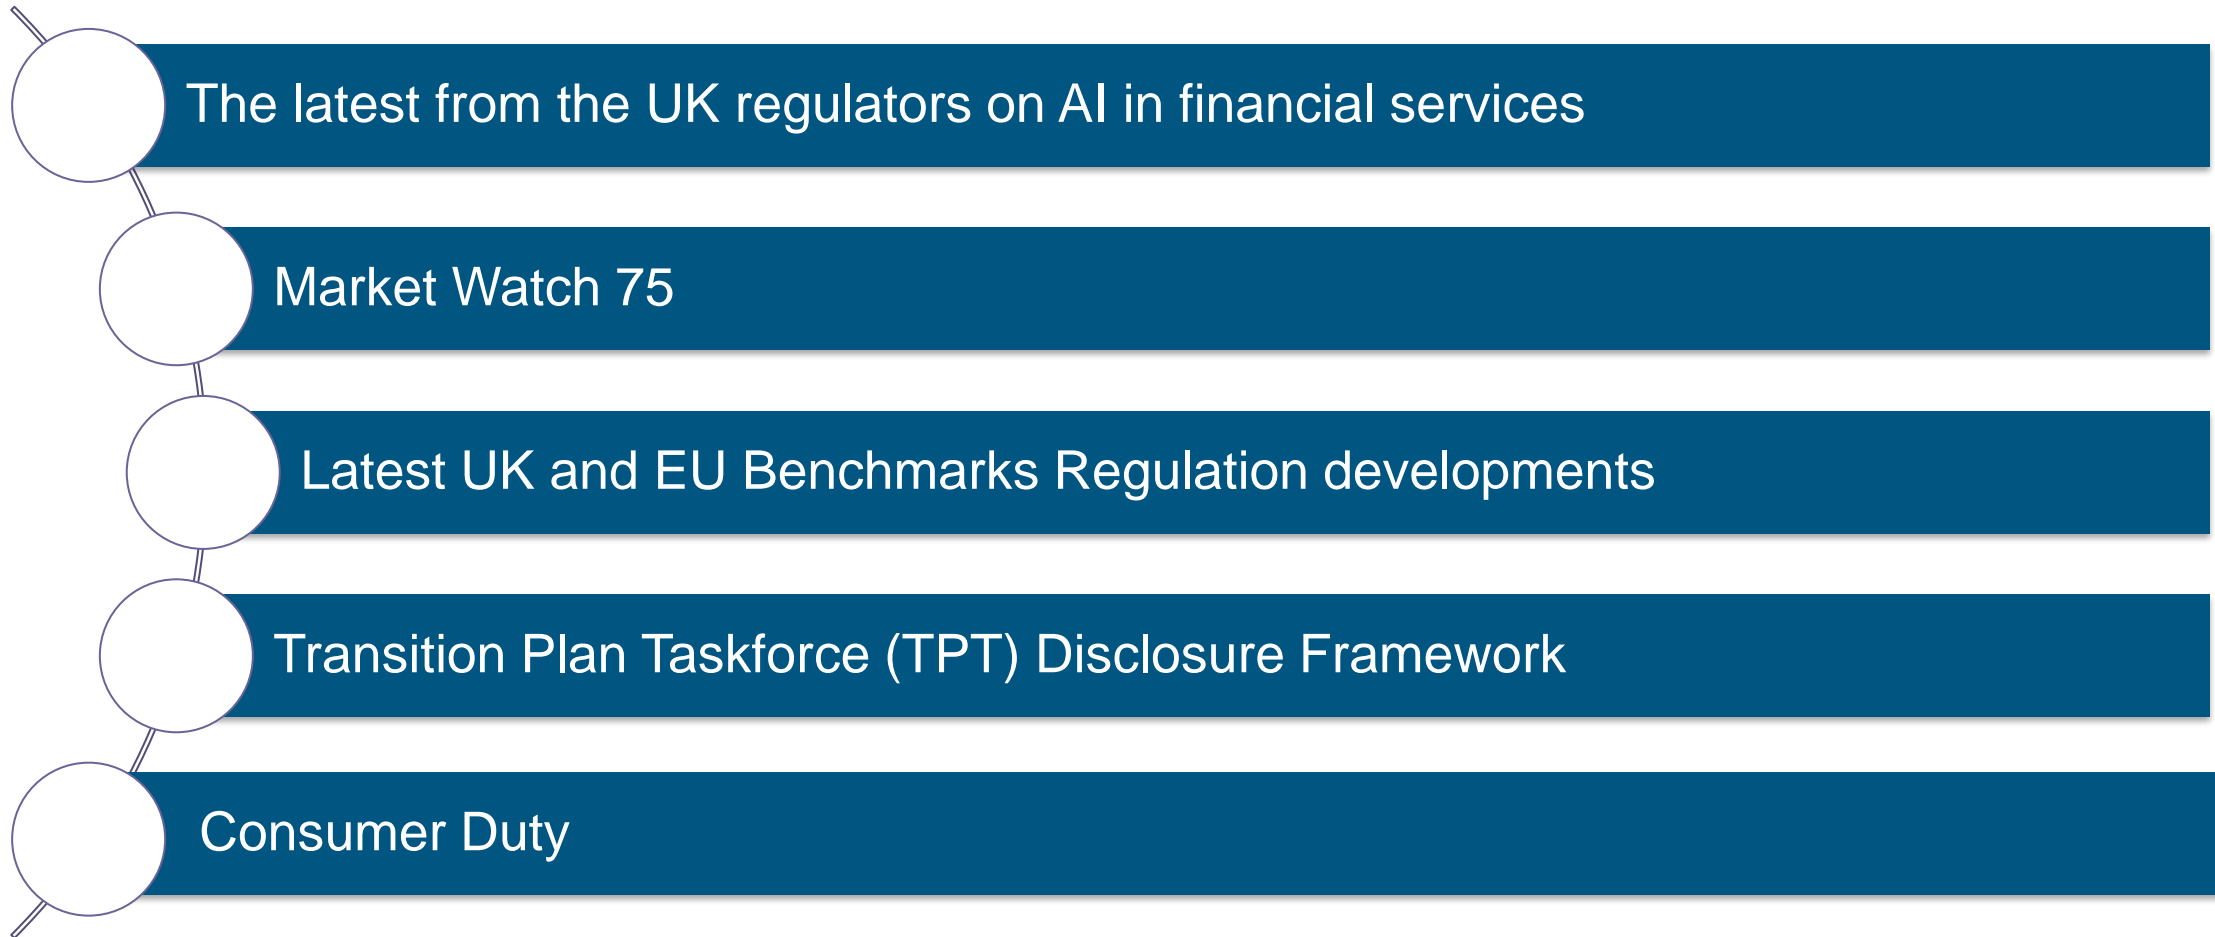 The latest from the UK regulators on AI in financial services
Market Watch 75
Latest UK and EU Benchmarks Regulation developments
Transition Plan Taskforce (TPT) Disclosure Framework
Consumer Duty